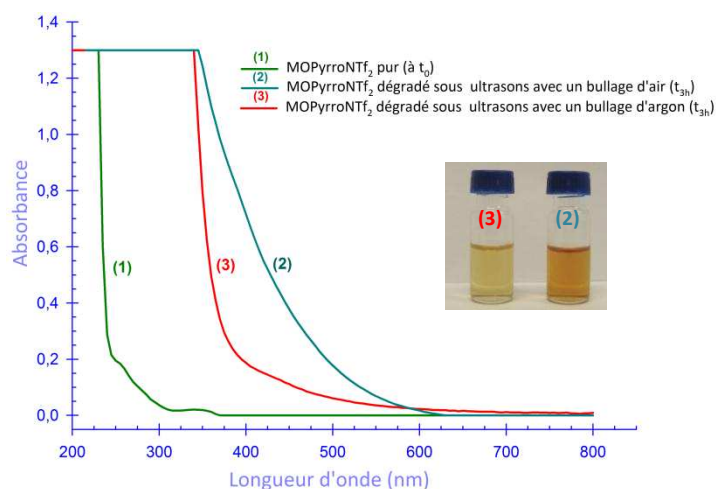 1,4
1,2
1,0
0,8
0,6
0,4
0,2
0,0
Absorbance
200 300 400 500 600 700 800
Longueur d'onde (nm)
(1) MOPyrroNTf₂ pur (à t₀)
(2) MOPyrroNTf₂ dégradé sous ultrasons avec un bullage d'air (t₃ₕ)
(3) MOPyrroNTf₂ dégradé sous ultrasons avec un bullage d'argon (t₃ₕ)
(3) (2)
(1) (3) (2)